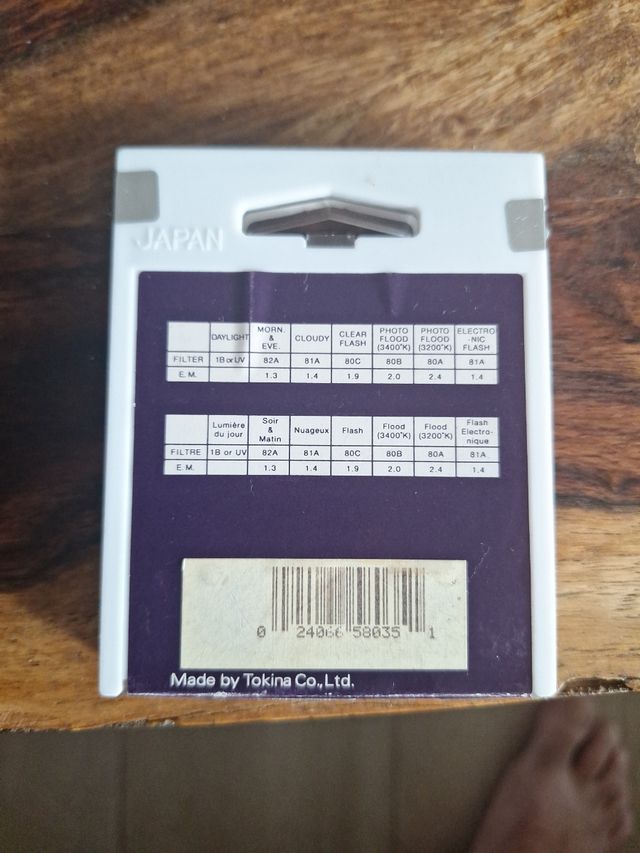 JAPAN
DAYLIGHT MORN. & EVE. CLOUDY CLEAR FLASH PHOTO FLOOD (3400°K) PHOTO FLOOD (3200°K) ELECTRO -NIC FLASH
FILTER 1B or UV 82A 81A 80C 80B 80A 81A
E.M. 1.3 1.4 1.9 2.0 2.4 1.4
Lumière du jour Soir & Matin Nuageux Flash Flood (3400°K) Flood (3200°K) Flash Electro- nique
FILTRE 1B or UV 82A 81A 80C 80B 80A 81A
E.M. 1.3 1.4 1.9 2.0 2.4 1.4
0 24066 58035 1
Made by Tokina Co.,Ltd.